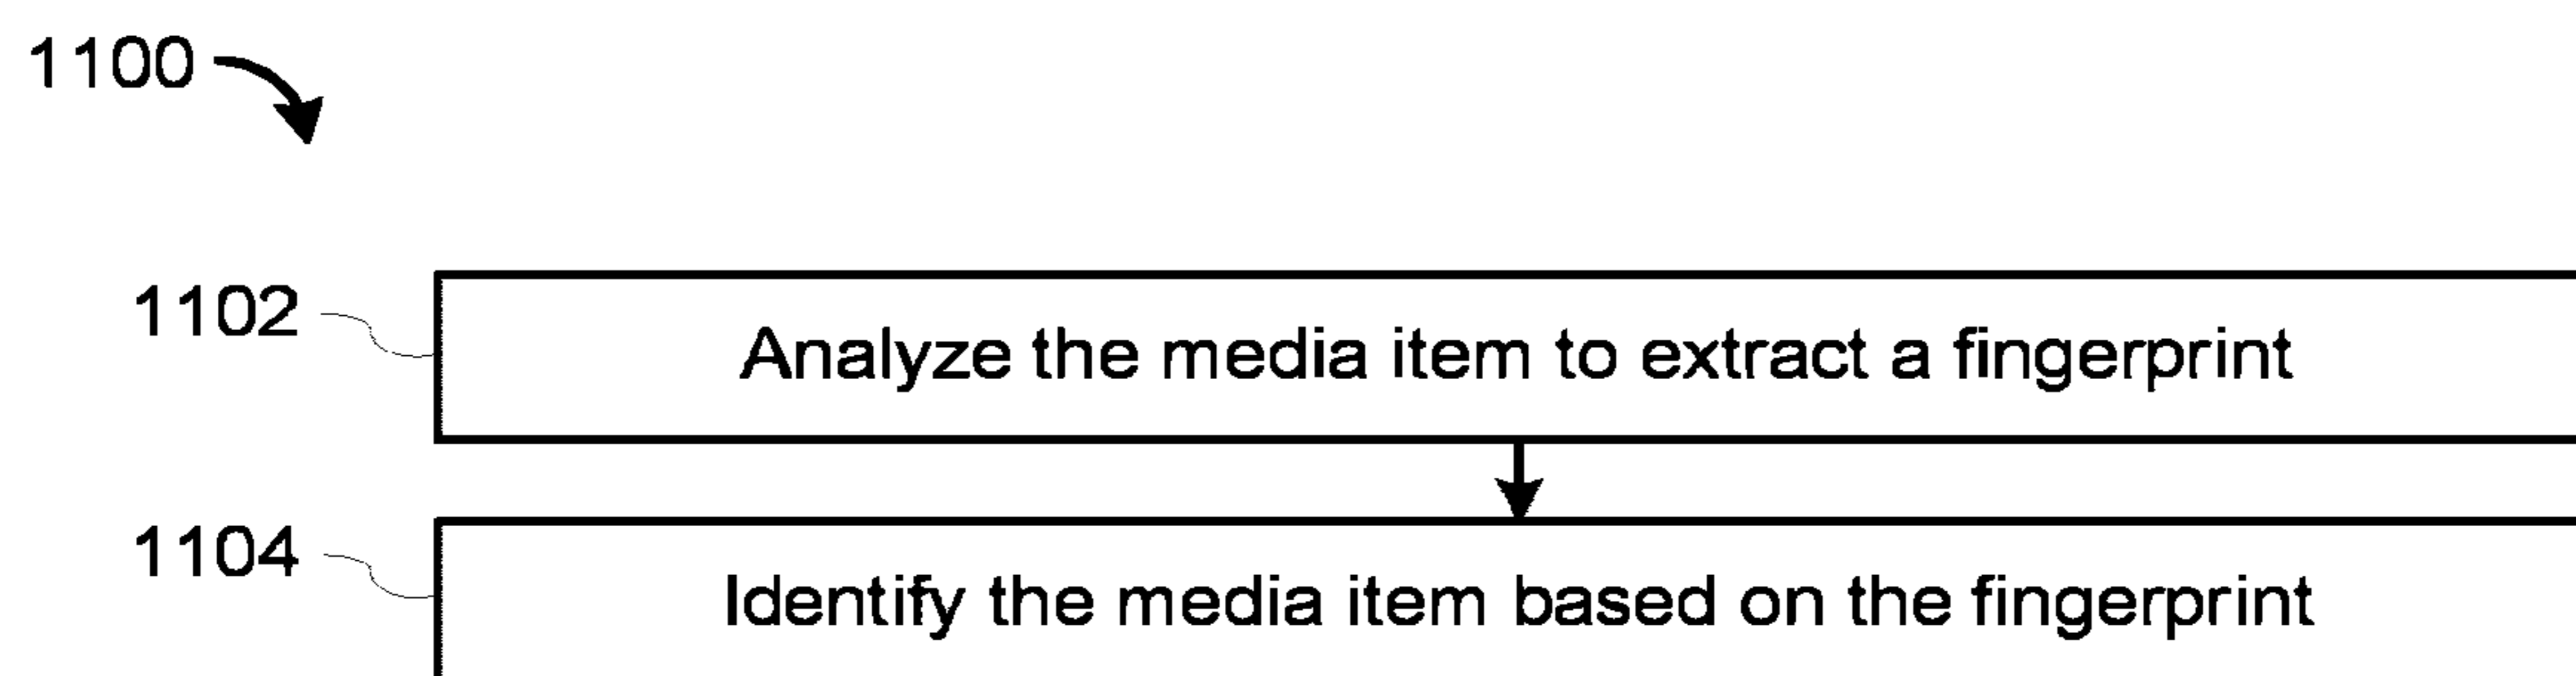 1100
1102
Analyze the media item to extract a fingerprint
1104
Identify the media item based on the fingerprint